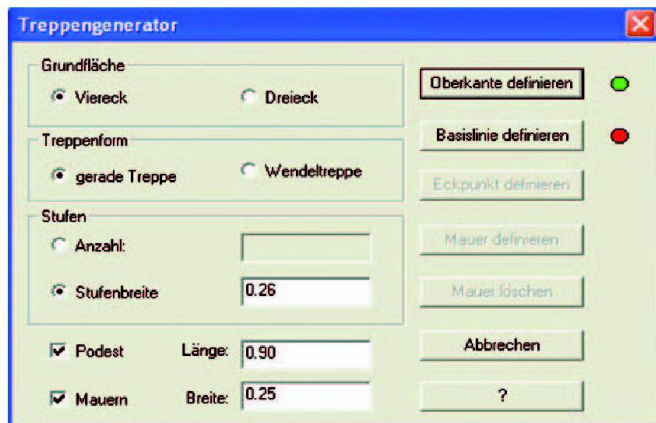 Treppengenerator
Grundfläche
Viereck Dreieck
Treppenform
gerade Treppe Wendeltreppe
Stufen
Anzahl:
Stufenbreite 0.26
Podest Länge: 0.90
Mauern Breite: 0.25
Oberkante definieren
Basislinie definieren
Eckpunkt definieren
Mauer definieren
Mauer löschen
Abbrechen
?